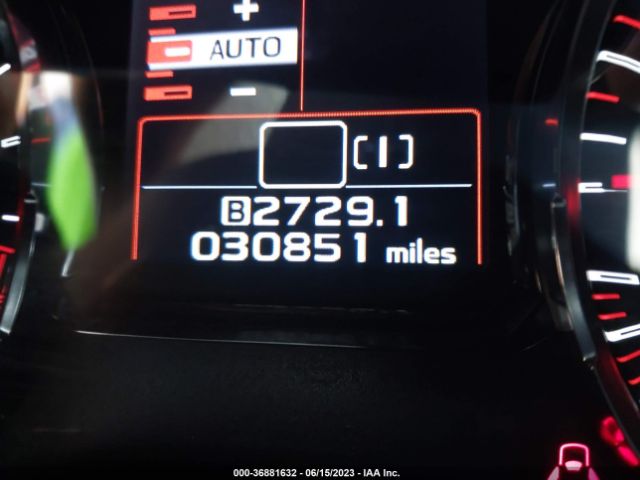 +
AUTO
−
[I]
B2729.1
030851 miles
000-36881632 - 06/15/2023 - IAA Inc.